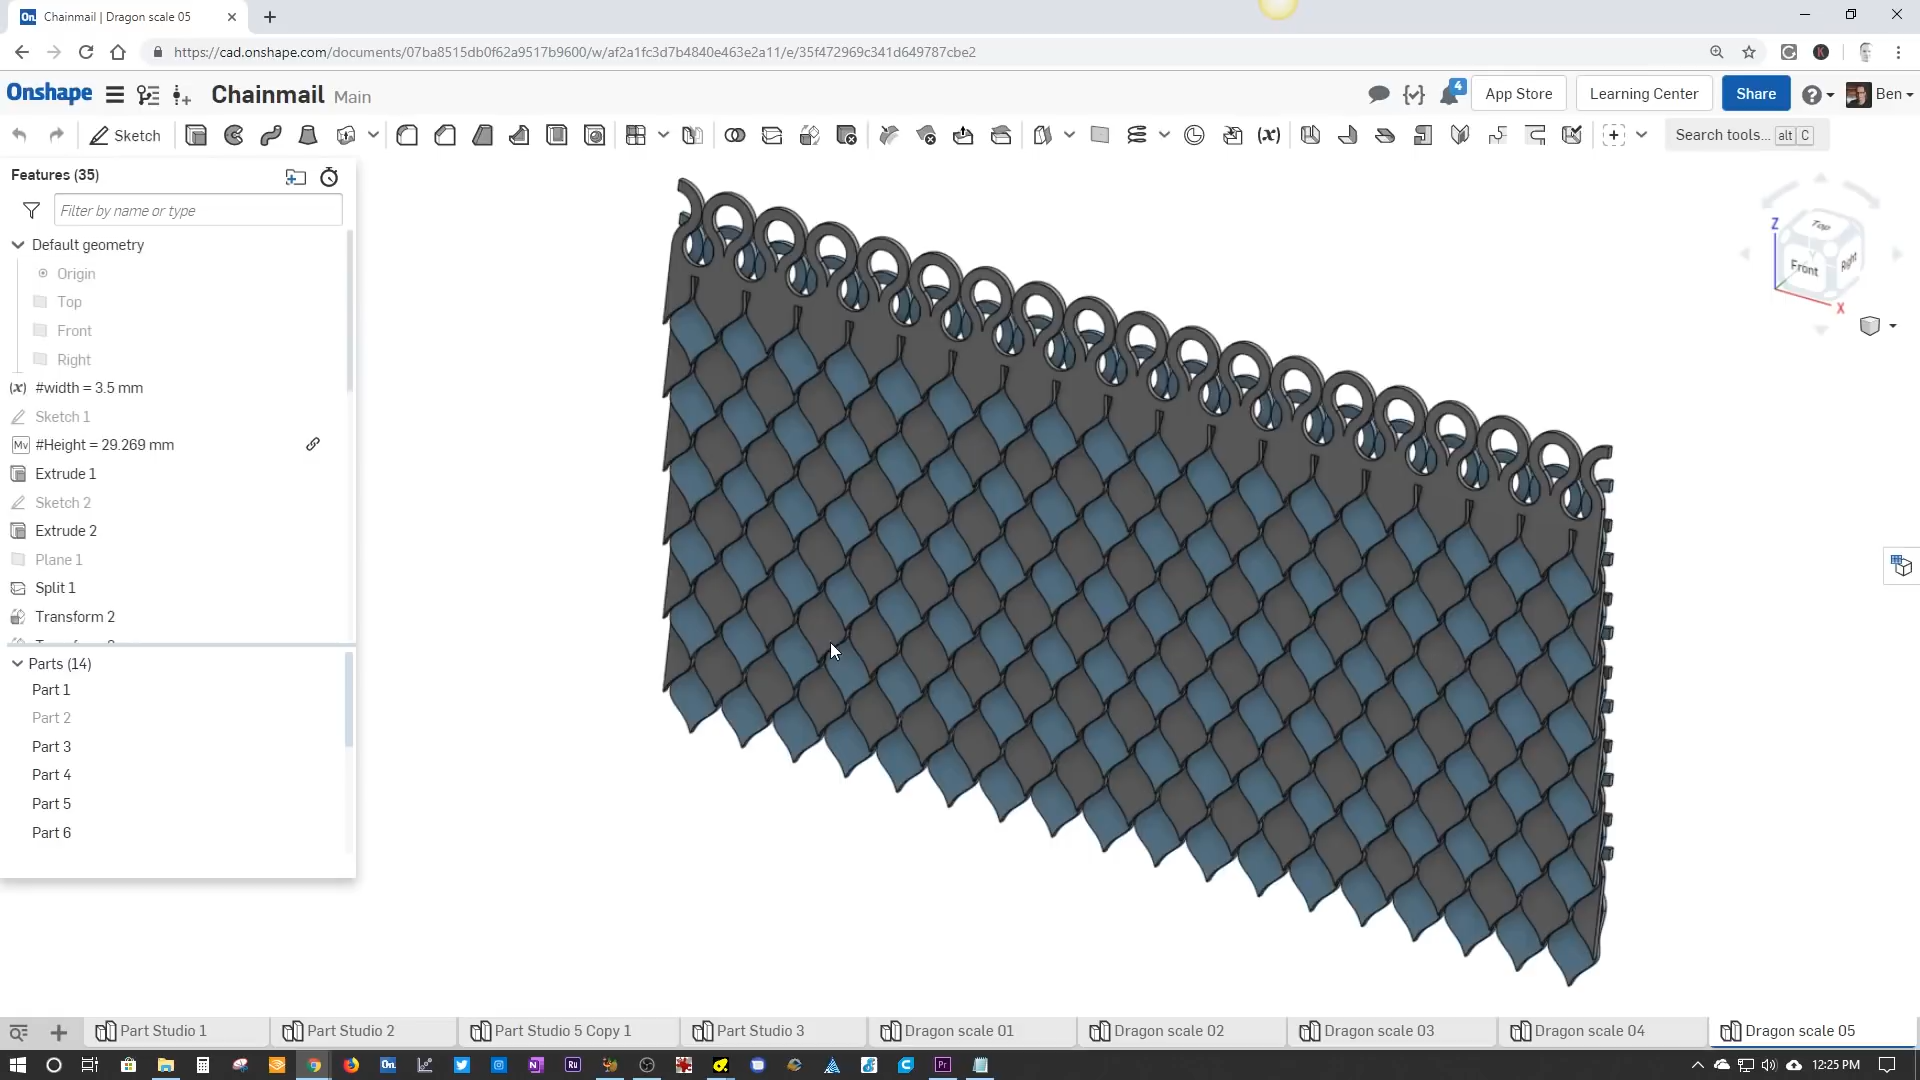 Chainmail | Dragon scale 05
https://cad.onshape.com/documents/07ba8515db0f62a9517b9600/w/af2a1fc3d7b4840e463e2a11/e/35f472969c341d649787cbe2
Onshape Chainmail Main 4 App Store Learning Center Share Ben
Sketch Search tools... alt C
Features (35)
Filter by name or type
Default geometry
Origin
Top
Front
Right
(x) #width = 3.5 mm
Sketch 1
Mv #Height = 29.269 mm
Extrude 1
Sketch 2
Extrude 2
Plane 1
Split 1
Transform 2
Parts (14)
Part 1
Part 2
Part 3
Part 4
Part 5
Part 6
Z Top
Front Right
X
Part Studio 1 Part Studio 2 Part Studio 5 Copy 1 Part Studio 3 Dragon scale 01 Dragon scale 02 Dragon scale 03 Dragon scale 04 Dragon scale 05
12:25 PM